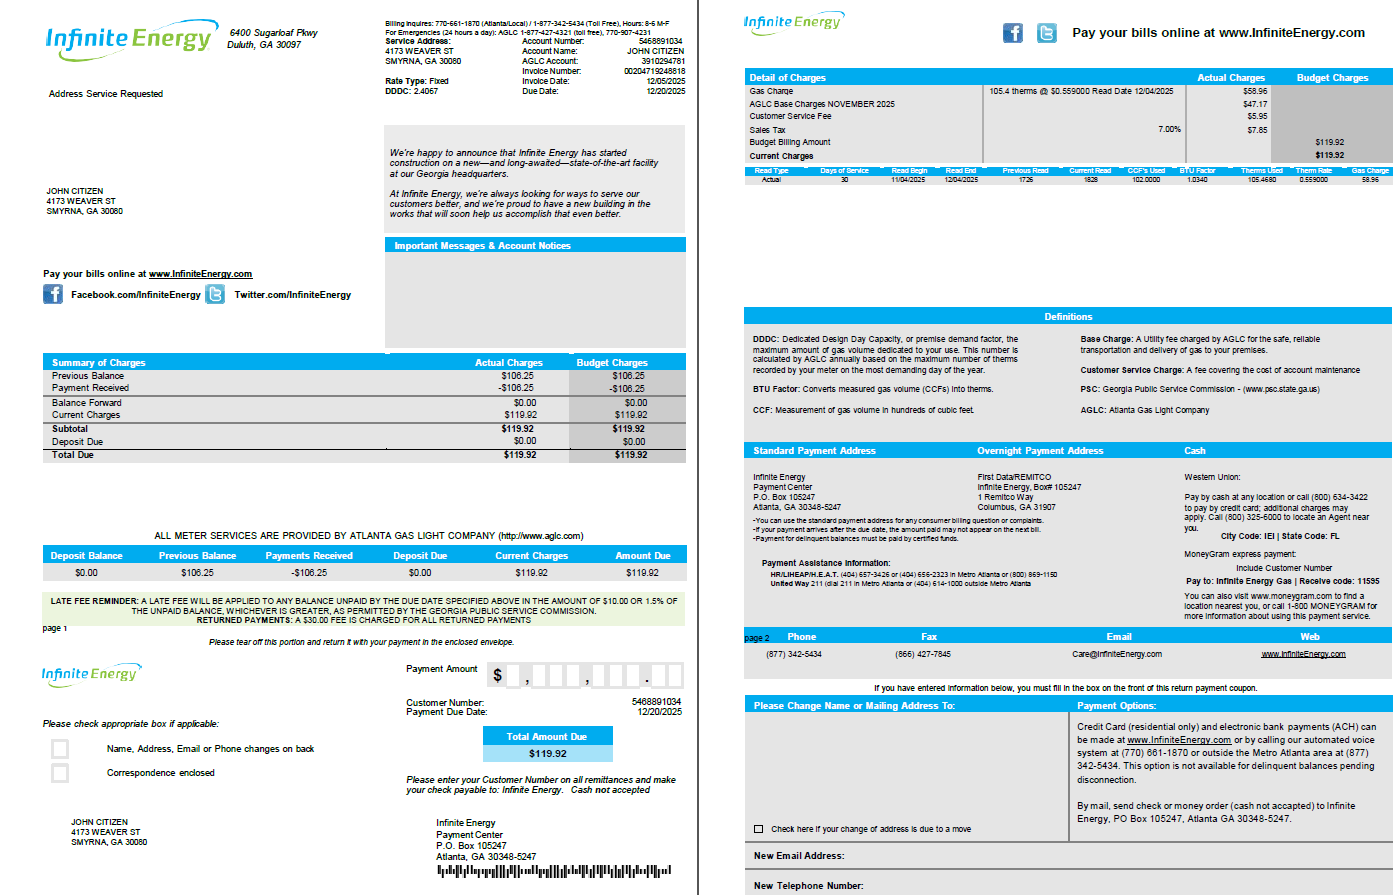 Infinite Energy
6400 Sugarloaf Pkwy
Duluth, GA 30097
Address Service Requested
Billing Inquires: 770-661-1870 (Atlanta/Local) / 1-877-342-5434 (Toll Free), Hours: 8-6 M-F
For Emergencies (24 hours a day): AGLC 1-877-427-4321 (toll free), 770-907-4231
Service Address: Account Number: 5468891034
4173 WEAVER ST Account Name: JOHN CITIZEN
SMYRNA, GA 30080 AGLC Account: 3910294781
Invoice Number: 00204719248818
Rate Type: Fixed Invoice Date: 12/05/2025
DDDC: 2.4067 Due Date: 12/20/2025
We're happy to announce that Infinite Energy has started
construction on a new—and long-awaited—state-of-the-art facility
at our Georgia headquarters.
At Infinite Energy, we're always looking for ways to serve our
customers better, and we're proud to have a new building in the
works that will soon help us accomplish that even better.
JOHN CITIZEN
4173 WEAVER ST
SMYRNA, GA 30080
Important Messages & Account Notices
Pay your bills online at www.InfiniteEnergy.com
Facebook.com/InfiniteEnergy Twitter.com/InfiniteEnergy
Summary of Charges Actual Charges Budget Charges
Previous Balance $106.25 $106.25
Payment Received -$106.25 -$106.25
Balance Forward $0.00 $0.00
Current Charges $119.92 $119.92
Subtotal $119.92 $119.92
Deposit Due $0.00 $0.00
Total Due $119.92 $119.92
ALL METER SERVICES ARE PROVIDED BY ATLANTA GAS LIGHT COMPANY (http://www.aglc.com)
Deposit Balance Previous Balance Payments Received Deposit Due Current Charges Amount Due
$0.00 $106.25 -$106.25 $0.00 $119.92 $119.92
LATE FEE REMINDER: A LATE FEE WILL BE APPLIED TO ANY BALANCE UNPAID BY THE DUE DATE SPECIFIED ABOVE IN THE AMOUNT OF $10.00 OR 1.5% OF
THE UNPAID BALANCE, WHICHEVER IS GREATER, AS PERMITTED BY THE GEORGIA PUBLIC SERVICE COMMISSION.
RETURNED PAYMENTS: A $30.00 FEE IS CHARGED FOR ALL RETURNED PAYMENTS
page 1
Please tear off this portion and return it with your payment in the enclosed envelope.
Infinite Energy
Payment Amount $ , , .
Customer Number: 5468891034
Payment Due Date: 12/20/2025
Please check appropriate box if applicable:
Name, Address, Email or Phone changes on back
Correspondence enclosed
Total Amount Due
$119.92
Please enter your Customer Number on all remittances and make
your check payable to: Infinite Energy. Cash not accepted
JOHN CITIZEN
4173 WEAVER ST
SMYRNA, GA 30080
Infinite Energy
Payment Center
P.O. Box 105247
Atlanta, GA 30348-5247
Infinite Energy
Pay your bills online at www.InfiniteEnergy.com
Detail of Charges Actual Charges Budget Charges
Gas Charge 105.4 therms @ $0.559000 Read Date 12/04/2025 $58.96
AGLC Base Charges NOVEMBER 2025 $47.17
Customer Service Fee $5.95
Sales Tax 7.00% $7.85
Budget Billing Amount $119.92
Current Charges $119.92
Read Type Days of Service Read Begin Read End Previous Read Current Read CCF's Used BTU Factor Therms Used Therm Rate Gas Charge
Actual 30 11/04/2025 12/04/2025 1726 1828 102.0000 1.0340 105.4680 0.559000 58.96
Definitions
DDDC: Dedicated Design Day Capacity, or premise demand factor, the
maximum amount of gas volume dedicated to your use. This number is
calculated by AGLC annually based on the maximum number of therms
recorded by your meter on the most demanding day of the year.
BTU Factor: Converts measured gas volume (CCFs) into therms.
CCF: Measurement of gas volume in hundreds of cubic feet.
Base Charge: A Utility fee charged by AGLC for the safe, reliable
transportation and delivery of gas to your premises.
Customer Service Charge: A fee covering the cost of account maintenance
PSC: Georgia Public Service Commission - (www.psc.state.ga.us)
AGLC: Atlanta Gas Light Company
Standard Payment Address Overnight Payment Address Cash
Infinite Energy
Payment Center
P.O. Box 105247
Atlanta, GA 30348-5247
First Data/REMITCO
Infinite Energy, Box# 105247
1 Remitco Way
Columbus, GA 31907
-You can use the standard payment address for any consumer billing question or complaints.
-If your payment arrives after the due date, the amount paid may not appear on the next bill.
-Payment for delinquent balances must be paid by certified funds.
Payment Assistance Information:
HR/LIHEAP/H.E.A.T. (404) 657-3426 or (404) 656-2323 in Metro Atlanta or (800) 869-1150
United Way 211 (dial 211 in Metro Atlanta or (404) 614-1000 outside Metro Atlanta
Western Union:
Pay by cash at any location or call (800) 634-3422
to pay by credit card; additional charges may
apply. Call (800) 325-6000 to locate an Agent near
you.
City Code: IEI | State Code: FL
MoneyGram express payment:
Include Customer Number
Pay to: Infinite Energy Gas | Receive code: 11595
You can also visit www.moneygram.com to find a
location nearest you, or call 1-800 MONEYGRAM for
more information about using this payment service.
page 2 Phone Fax Email Web
(877) 342-5434 (866) 427-7845 Care@InfiniteEnergy.com www.InfiniteEnergy.com
If you have entered information below, you must fill in the box on the front of this return payment coupon.
Please Change Name or Mailing Address To: Payment Options:
Credit Card (residential only) and electronic bank payments (ACH) can
be made at www.InfiniteEnergy.com or by calling our automated voice
system at (770) 661-1870 or outside the Metro Atlanta area at (877)
342-5434. This option is not available for delinquent balances pending
disconnection.
By mail, send check or money order (cash not accapted) to Infinite
Energy, PO Box 105247, Atlanta GA 30348-5247.
Check here if your change of address is due to a move
New Email Address:
New Telephone Number: